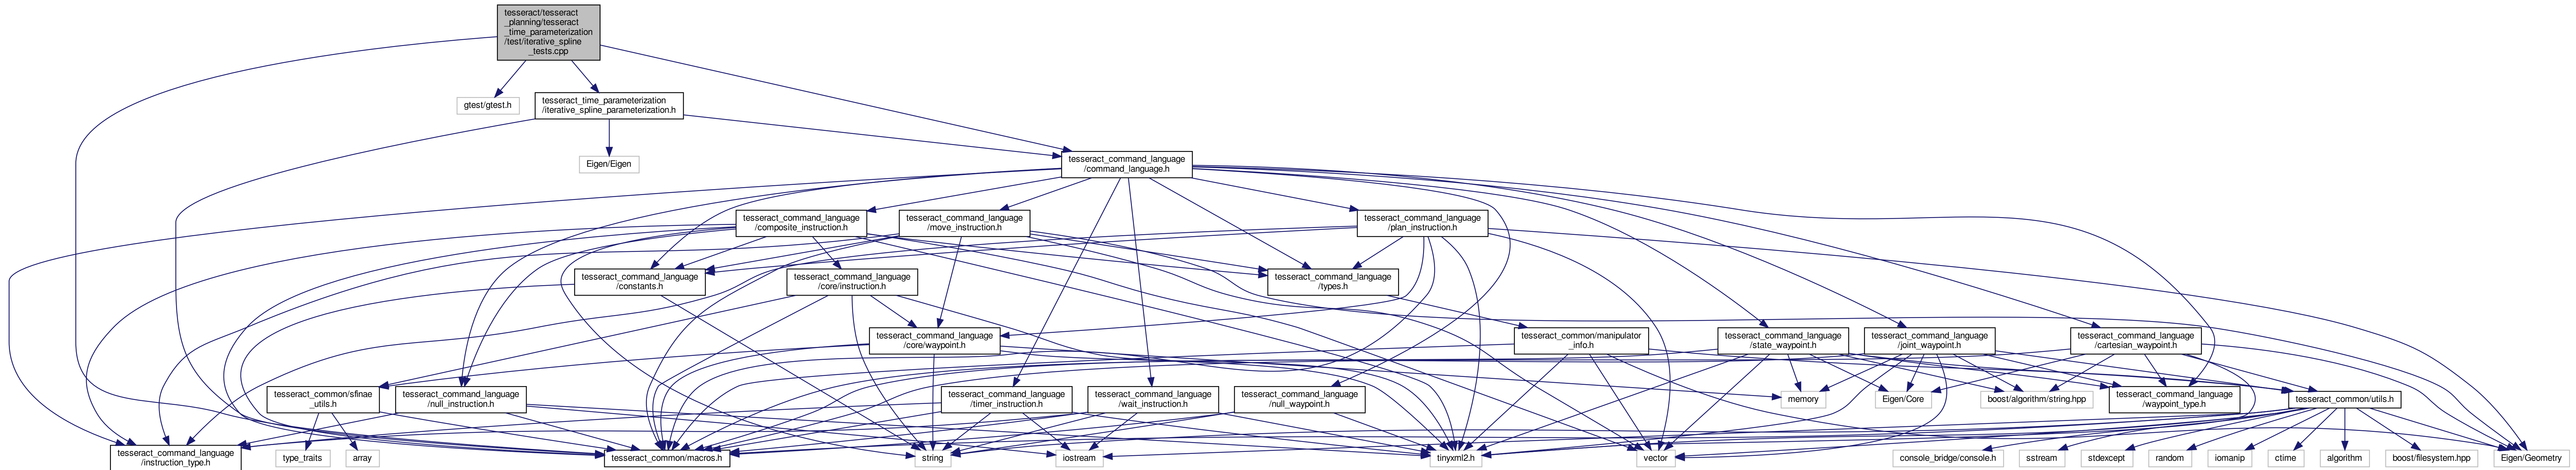 tesseract/tesseract
_planning/tesseract
_time_parameterization
/test/iterative_spline
_tests.cpp
gtest/gtest.h
tesseract_time_parameterization
/iterative_spline_parameterization.h
Eigen/Eigen
tesseract_command_language
/command_language.h
tesseract_command_language
/composite_instruction.h
tesseract_command_language
/move_instruction.h
tesseract_command_language
/plan_instruction.h
tesseract_command_language
/constants.h
tesseract_command_language
/core/instruction.h
tesseract_command_language
/types.h
tesseract_command_language
/core/waypoint.h
tesseract_common/manipulator
_info.h
tesseract_command_language
/state_waypoint.h
tesseract_command_language
/joint_waypoint.h
tesseract_command_language
/cartesian_waypoint.h
tesseract_common/sfinae
_utils.h
tesseract_command_language
/null_instruction.h
tesseract_command_language
/timer_instruction.h
tesseract_command_language
/wait_instruction.h
tesseract_command_language
/null_waypoint.h
memory
Eigen/Core
boost/algorithm/string.hpp
tesseract_command_language
/waypoint_type.h
tesseract_common/utils.h
tesseract_command_language
/instruction_type.h
type_traits
array
tesseract_common/macros.h
string
iostream
tinyxml2.h
vector
console_bridge/console.h
sstream
stdexcept
random
iomanip
ctime
algorithm
boost/filesystem.hpp
Eigen/Geometry